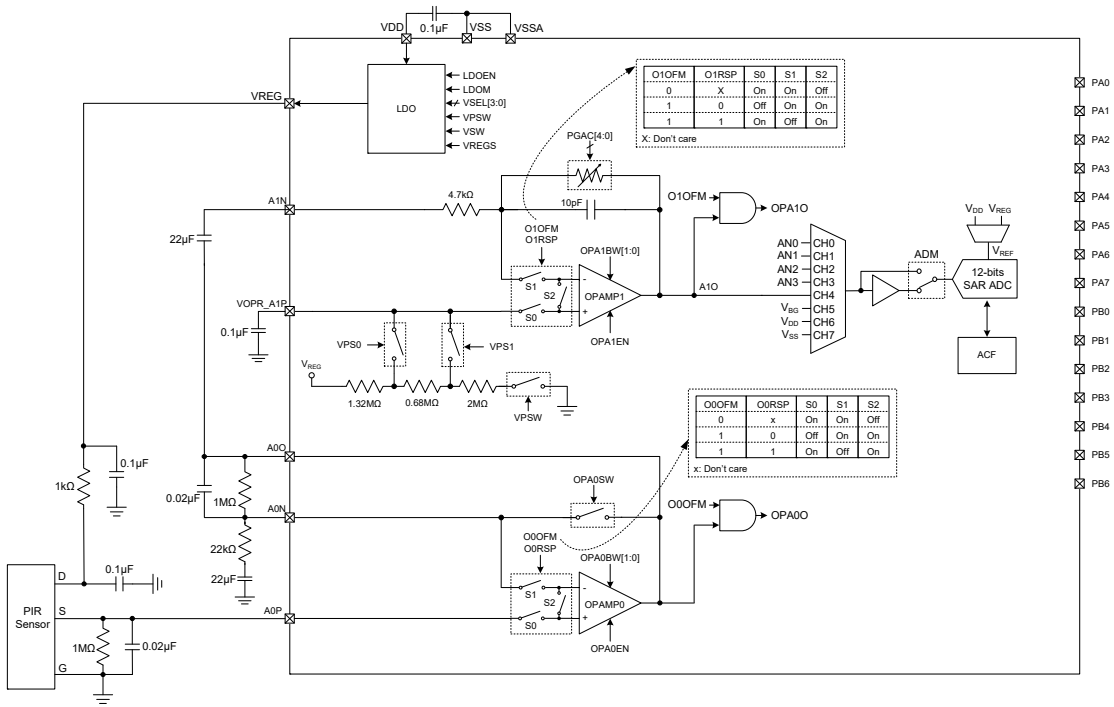 VDD
0.1μF
VSS
VSSA
LDO
LDOEN
LDOM
VSEL[3:0]
VPSW
VSW
VREGS
VREG
O1OFM O1RSP S0 S1 S2
0 X On On Off
1 0 Off On On
1 1 On Off On
X: Don't care
PA0
PA1
PA2
PA3
PA4
PA5
PA6
PA7
PB0
PB1
PB2
PB3
PB4
PB5
PB6
PGAC[4:0]
A1N
4.7kΩ
10pF
22μF
O1OFM
O1RSP
OPA1BW[1:0]
S1
S2
S0
-
+
OPAMP1
OPA1EN
O1OFM
OPA1O
A1O
AN0 CH0
AN1 CH1
AN2 CH2
AN3 CH3
CH4
VBG CH5
VDD CH6
VSS CH7
ADM
VDD VREG
VREF
12-bits
SAR ADC
ACF
VOPR_A1P
0.1μF
VPS0
VPS1
VREG
1.32MΩ
0.68MΩ
2MΩ
VPSW
O0OFM O0RSP S0 S1 S2
0 x On On Off
1 0 Off On On
1 1 On Off On
x: Don't care
A0O
0.1μF
1kΩ
0.02μF
1MΩ
A0N
22kΩ
22μF
OPA0SW
O0OFM
O0RSP
OPA0BW[1:0]
S1
S2
S0
-
+
OPAMP0
OPA0EN
O0OFM
OPA0O
PIR
Sensor
D
0.1μF
S
A0P
1MΩ
0.02μF
G